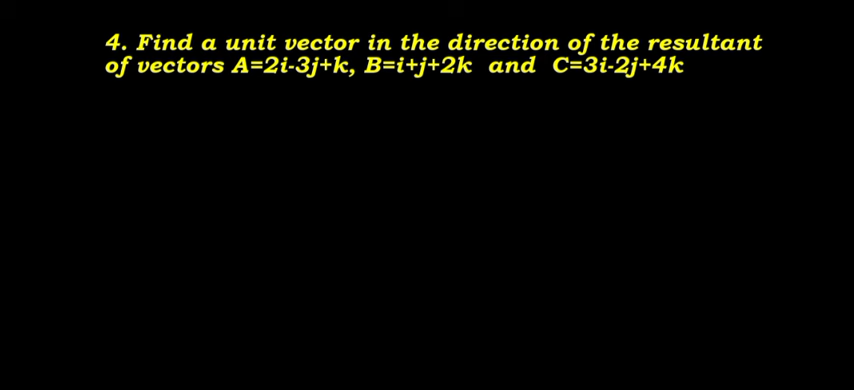 4. Find a unit vector in the direction of the resultant
of vectors A=2i-3j+k, B=i+j+2k and C=3i-2j+4k